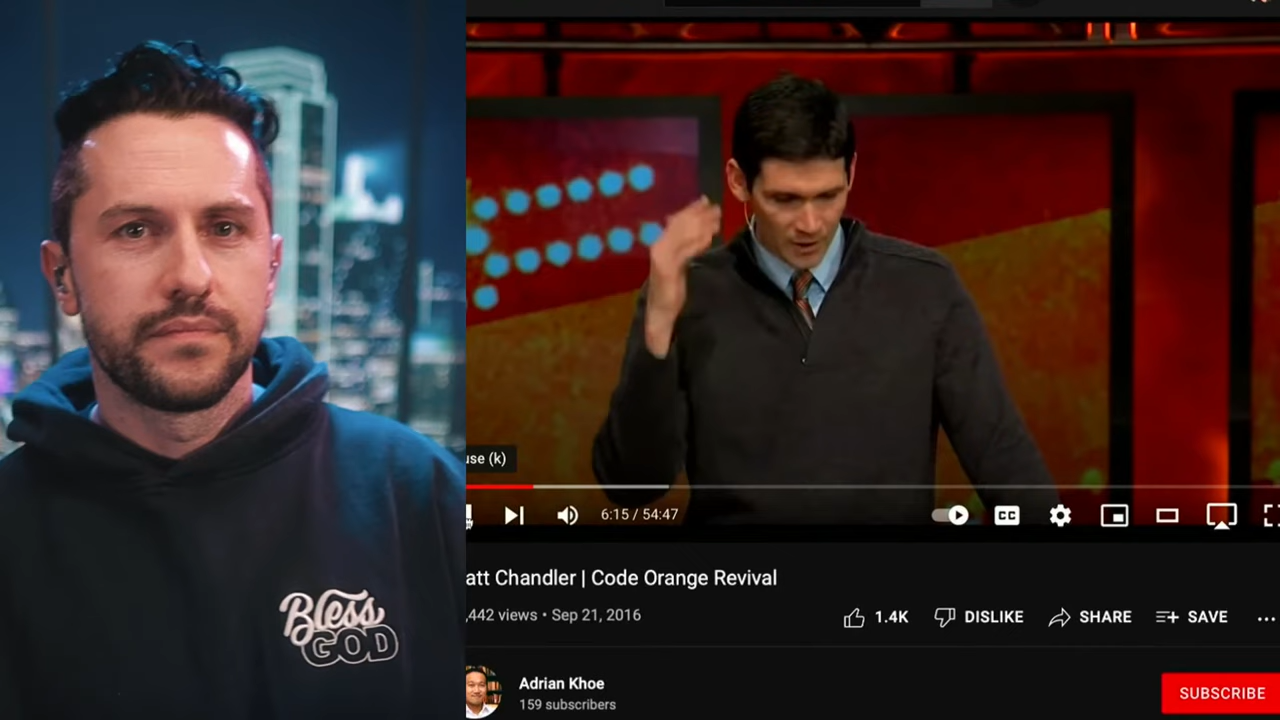 Bless
GOD
use (k)
6:15 / 54:47
CC
att Chandler | Code Orange Revival
,442 views • Sep 21, 2016
1.4K
DISLIKE
SHARE
SAVE
Adrian Khoe
159 subscribers
SUBSCRIBE